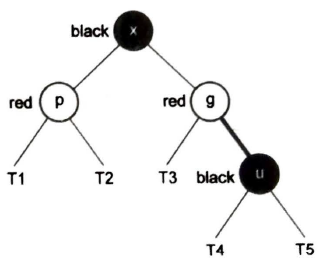 black x
red p red g
T1 T2 T3 black u
T4 T5